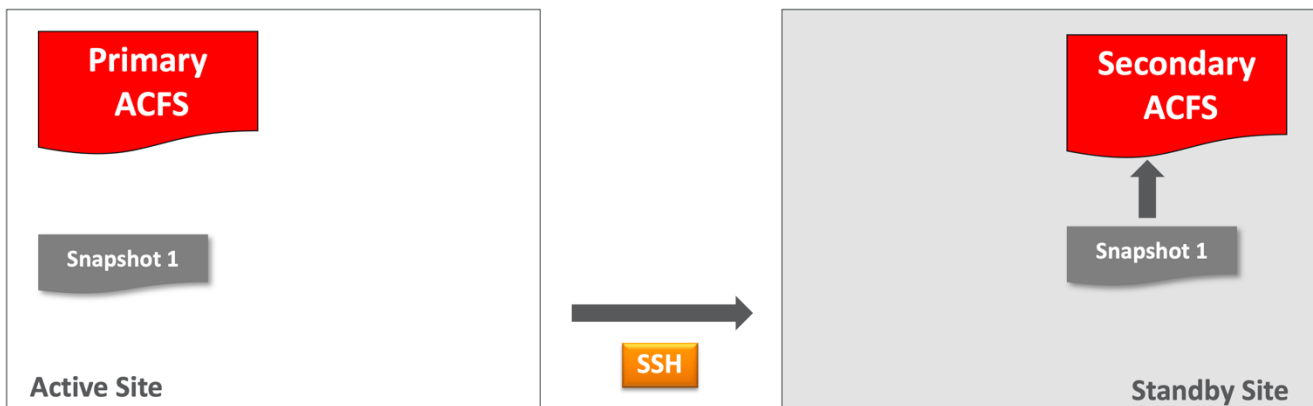 Primary
ACFS
Snapshot 1
Active Site
SSH
Secondary
ACFS
Snapshot 1
Standby Site